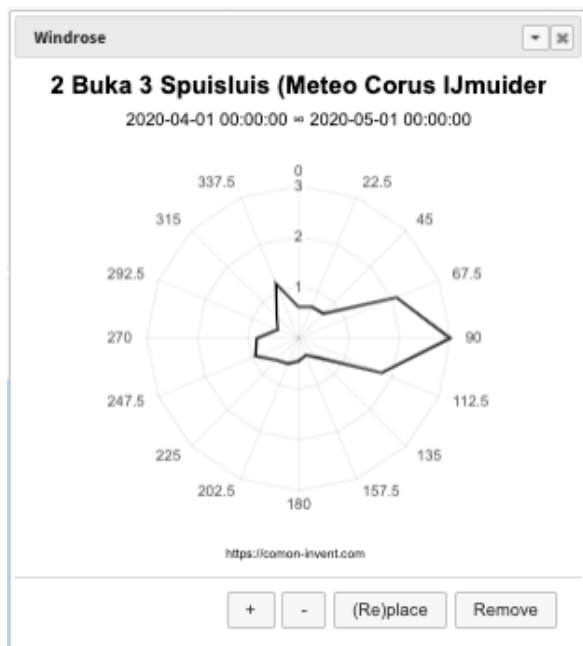 Windrose
2 Buka 3 Spuisluis (Meteo Corus IJmuider
2020-04-01 00:00:00 ∞ 2020-05-01 00:00:00
0
337.5 3 22.5
315 45
2
292.5 67.5
1
270 90
247.5 112.5
225 135
202.5 157.5
180
https://comon-invent.com
+ - (Re)place Remove